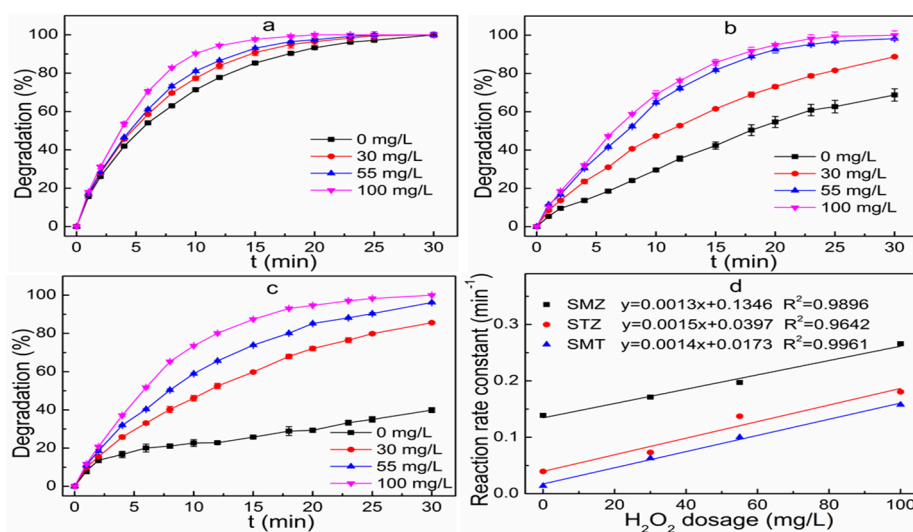 a
Degradation (%)
100
80
60
40
20
0
0 mg/L
30 mg/L
55 mg/L
100 mg/L
0 5 10 15 20 25 30
t (min)
b
Degradation (%)
100
80
60
40
20
0
0 mg/L
30 mg/L
55 mg/L
100 mg/L
0 5 10 15 20 25 30
t (min)
c
Degradation (%)
100
80
60
40
20
0
0 mg/L
30 mg/L
55 mg/L
100 mg/L
0 5 10 15 20 25 30
t (min)
d
Reaction rate constant (min⁻¹)
0.3
0.2
0.1
0.0
SMZ y=0.0013x+0.1346 R²=0.9896
STZ y=0.0015x+0.0397 R²=0.9642
SMT y=0.0014x+0.0173 R²=0.9961
0 20 40 60 80 100
H₂O₂ dosage (mg/L)